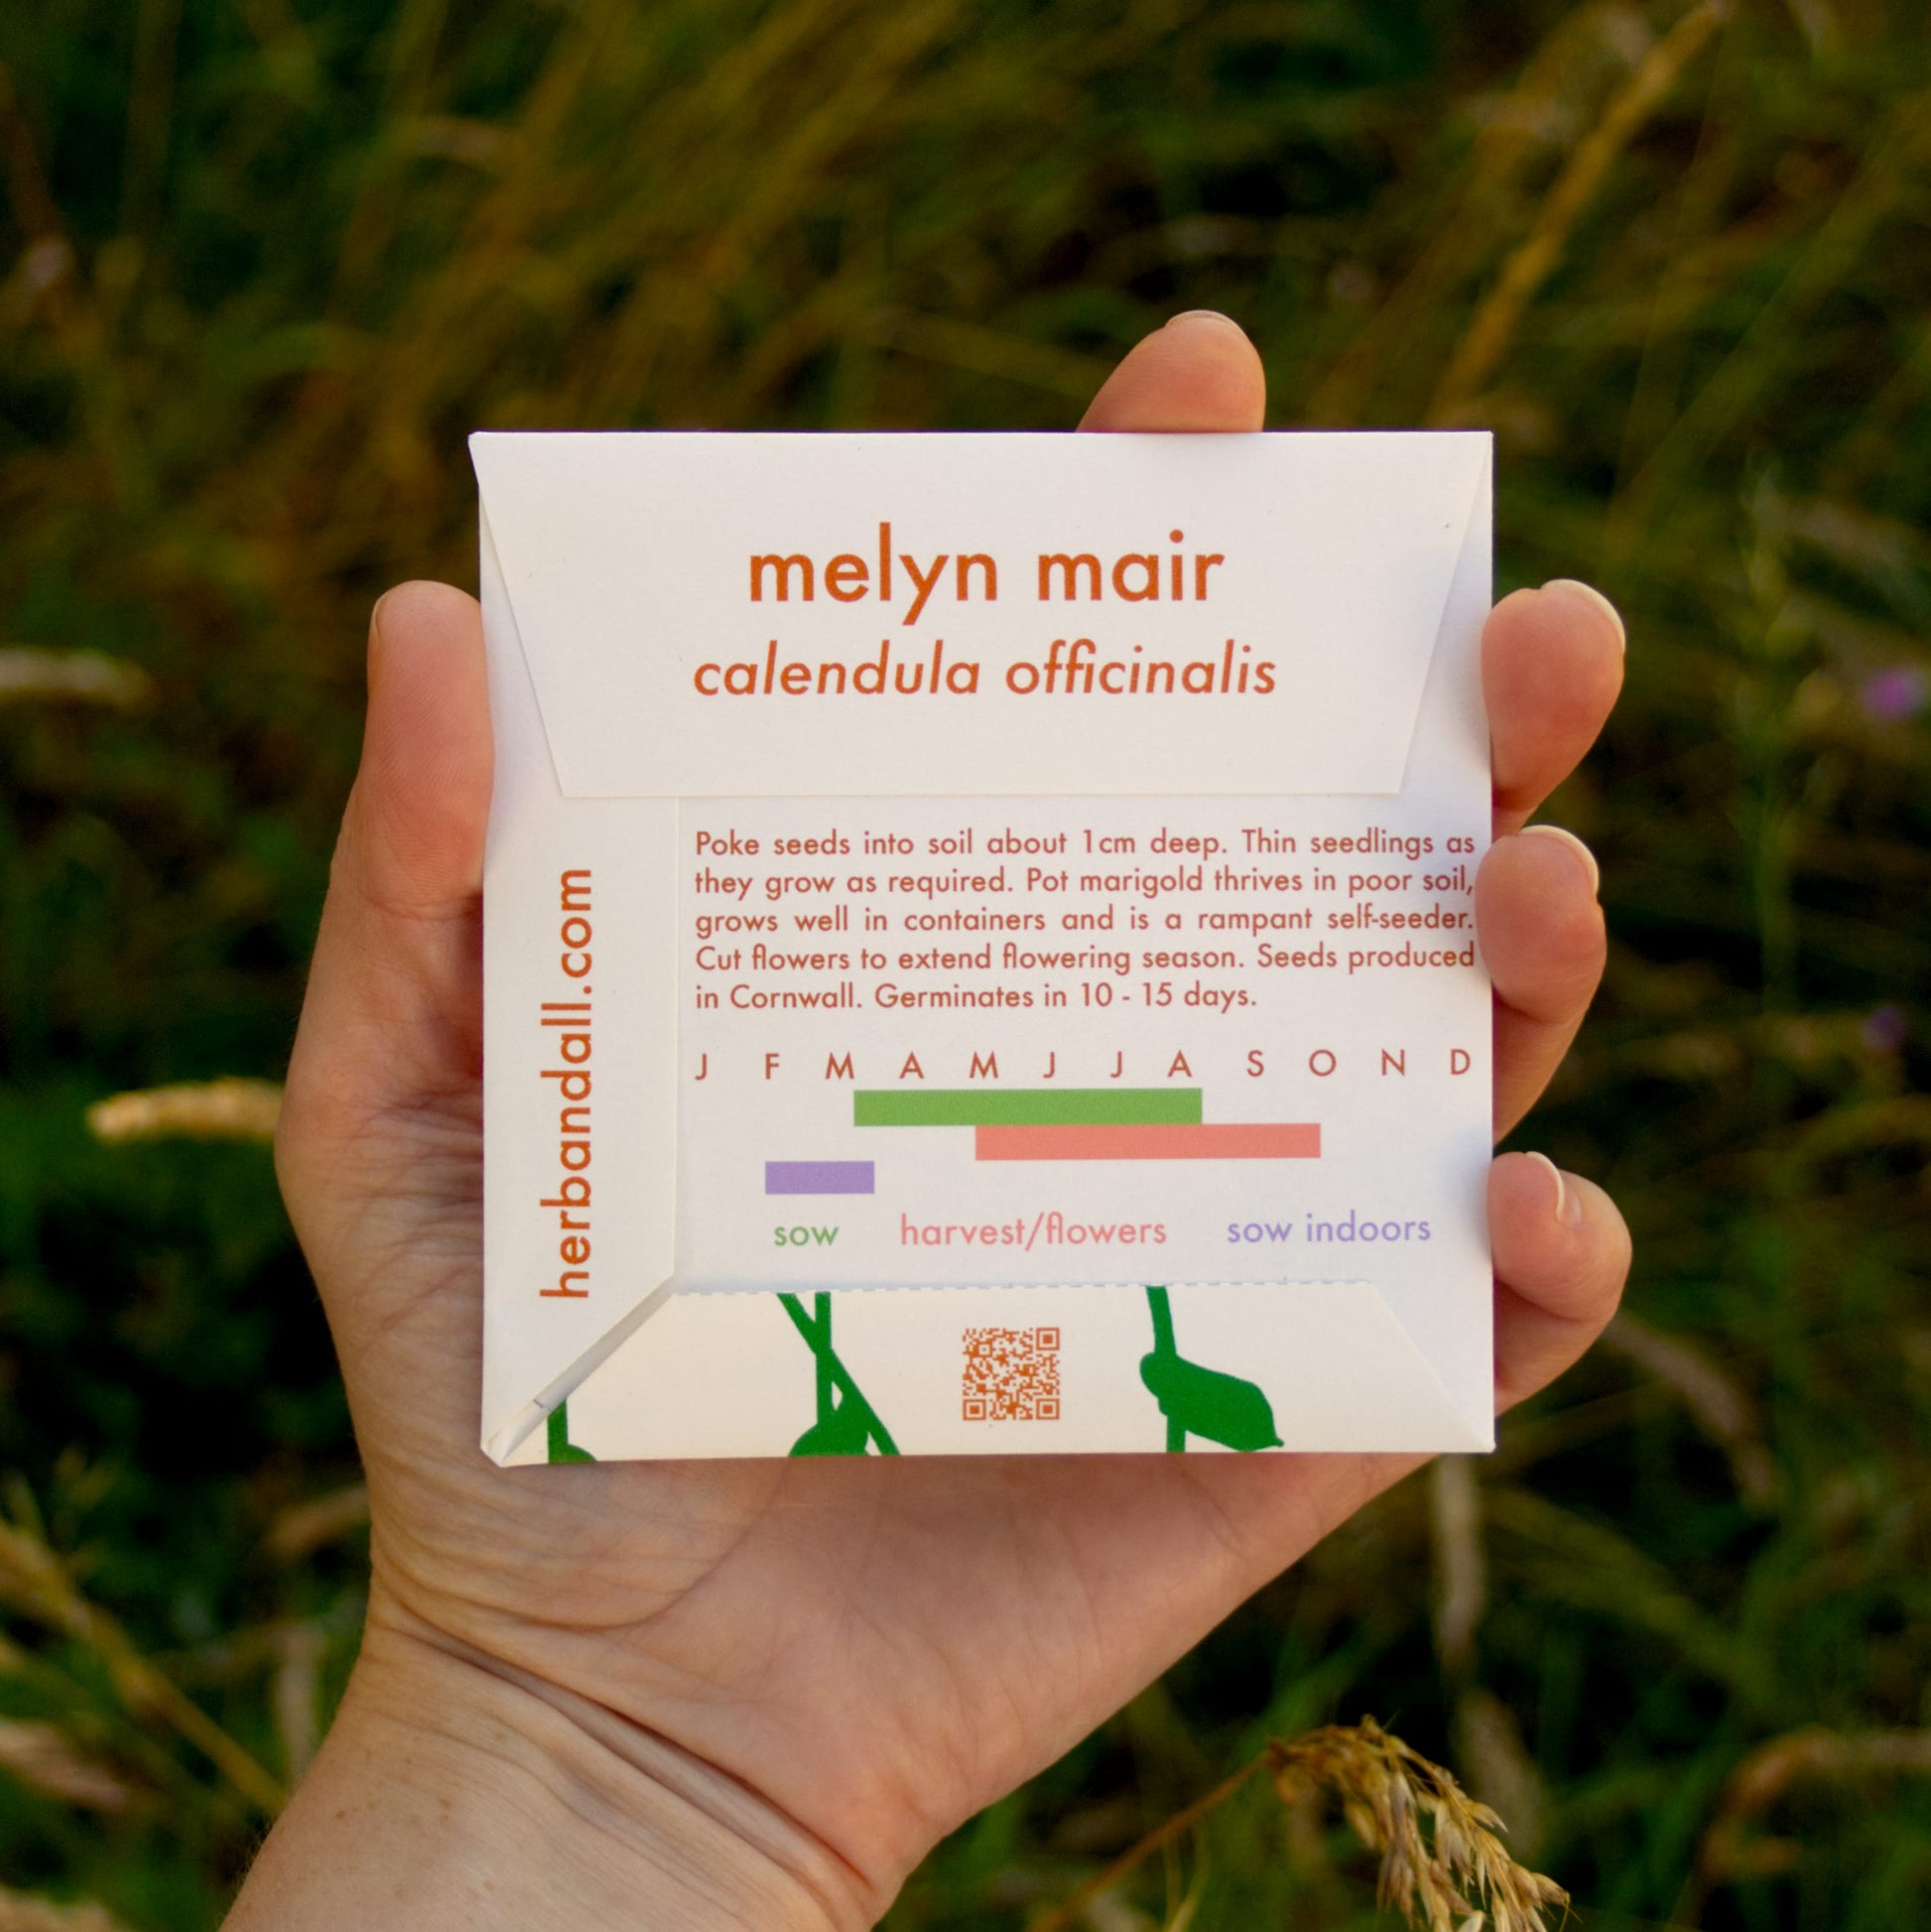 melyn mair
calendula officinalis
Poke seeds into soil about 1cm deep. Thin seedlings as
they grow as required. Pot marigold thrives in poor soil,
grows well in containers and is a rampant self-seeder.
Cut flowers to extend flowering season. Seeds produced
in Cornwall. Germinates in 10 - 15 days.
J F M A M J J A S O N D
sow harvest/flowers sow indoors
herbandall.com